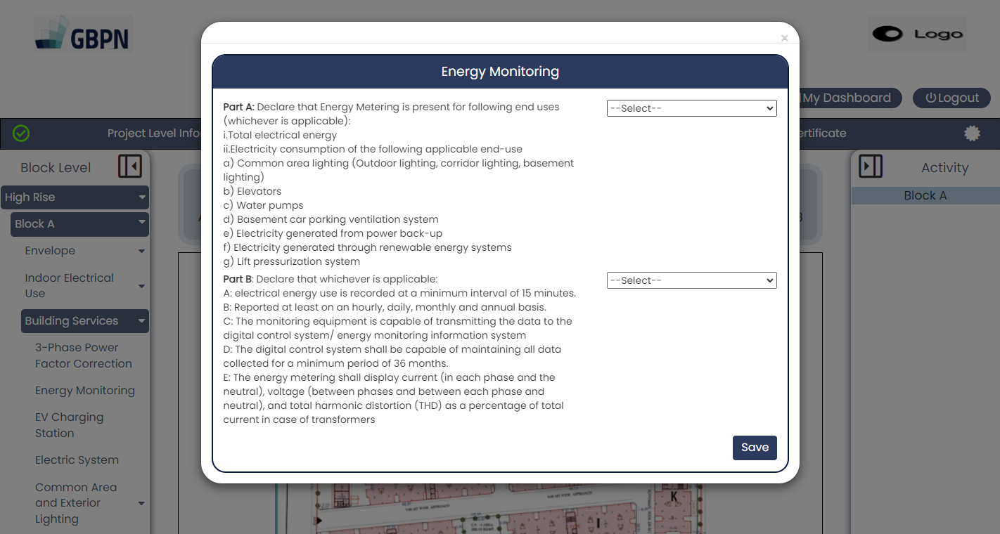 GBPN
Logo
My Dashboard
Logout
Project Level Info
ertificate
Block Level
High Rise
Block A
Envelope
Indoor Electrical
Use
Building Services
3-Phase Power
Factor Correction
Energy Monitoring
EV Charging
Station
Electric System
Common Area
and Exterior
Lighting
×
Energy Monitoring
Part A: Declare that Energy Metering is present for following end uses
(whichever is applicable):
i.Total electrical energy
ii.Electricity consumption of the following applicable end-use
a) Common area lighting (Outdoor lighting, corridor lighting, basement
lighting)
b) Elevators
c) Water pumps
d) Basement car parking ventilation system
e) Electricity generated from power back-up
f) Electricity generated through renewable energy systems
g) Lift pressurization system
--Select--
Part B: Declare that whichever is applicable:
A: electrical energy use is recorded at a minimum interval of 15 minutes.
B: Reported at least on an hourly, daily, monthly and annual basis.
C: The monitoring equipment is capable of transmitting the data to the
digital control system/ energy monitoring information system
D: The digital control system shall be capable of maintaining all data
collected for a minimum period of 36 months.
E: The energy metering shall display current (in each phase and the
neutral), voltage (between phases and between each phase and
neutral), and total harmonic distortion (THD) as a percentage of total
current in case of transformers
--Select--
Save
Activity
Block A
K
I